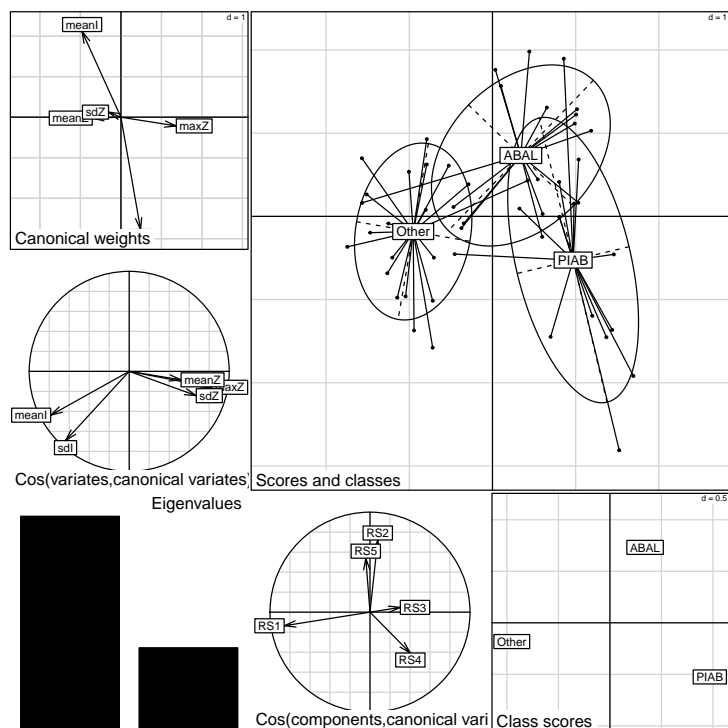 d = 1
meanI
sdZ
maxZ
Canonical weights
d = 1
ABAL
Other
PIAB
Scores and classes
meanZ
sdZ
meanI
sdI
Cos(variates,canonical variates)
Eigenvalues
RS2
RS5
RS3
RS1
RS4
Cos(components,canonical vari
d = 0.5
ABAL
Other
PIAB
Class scores